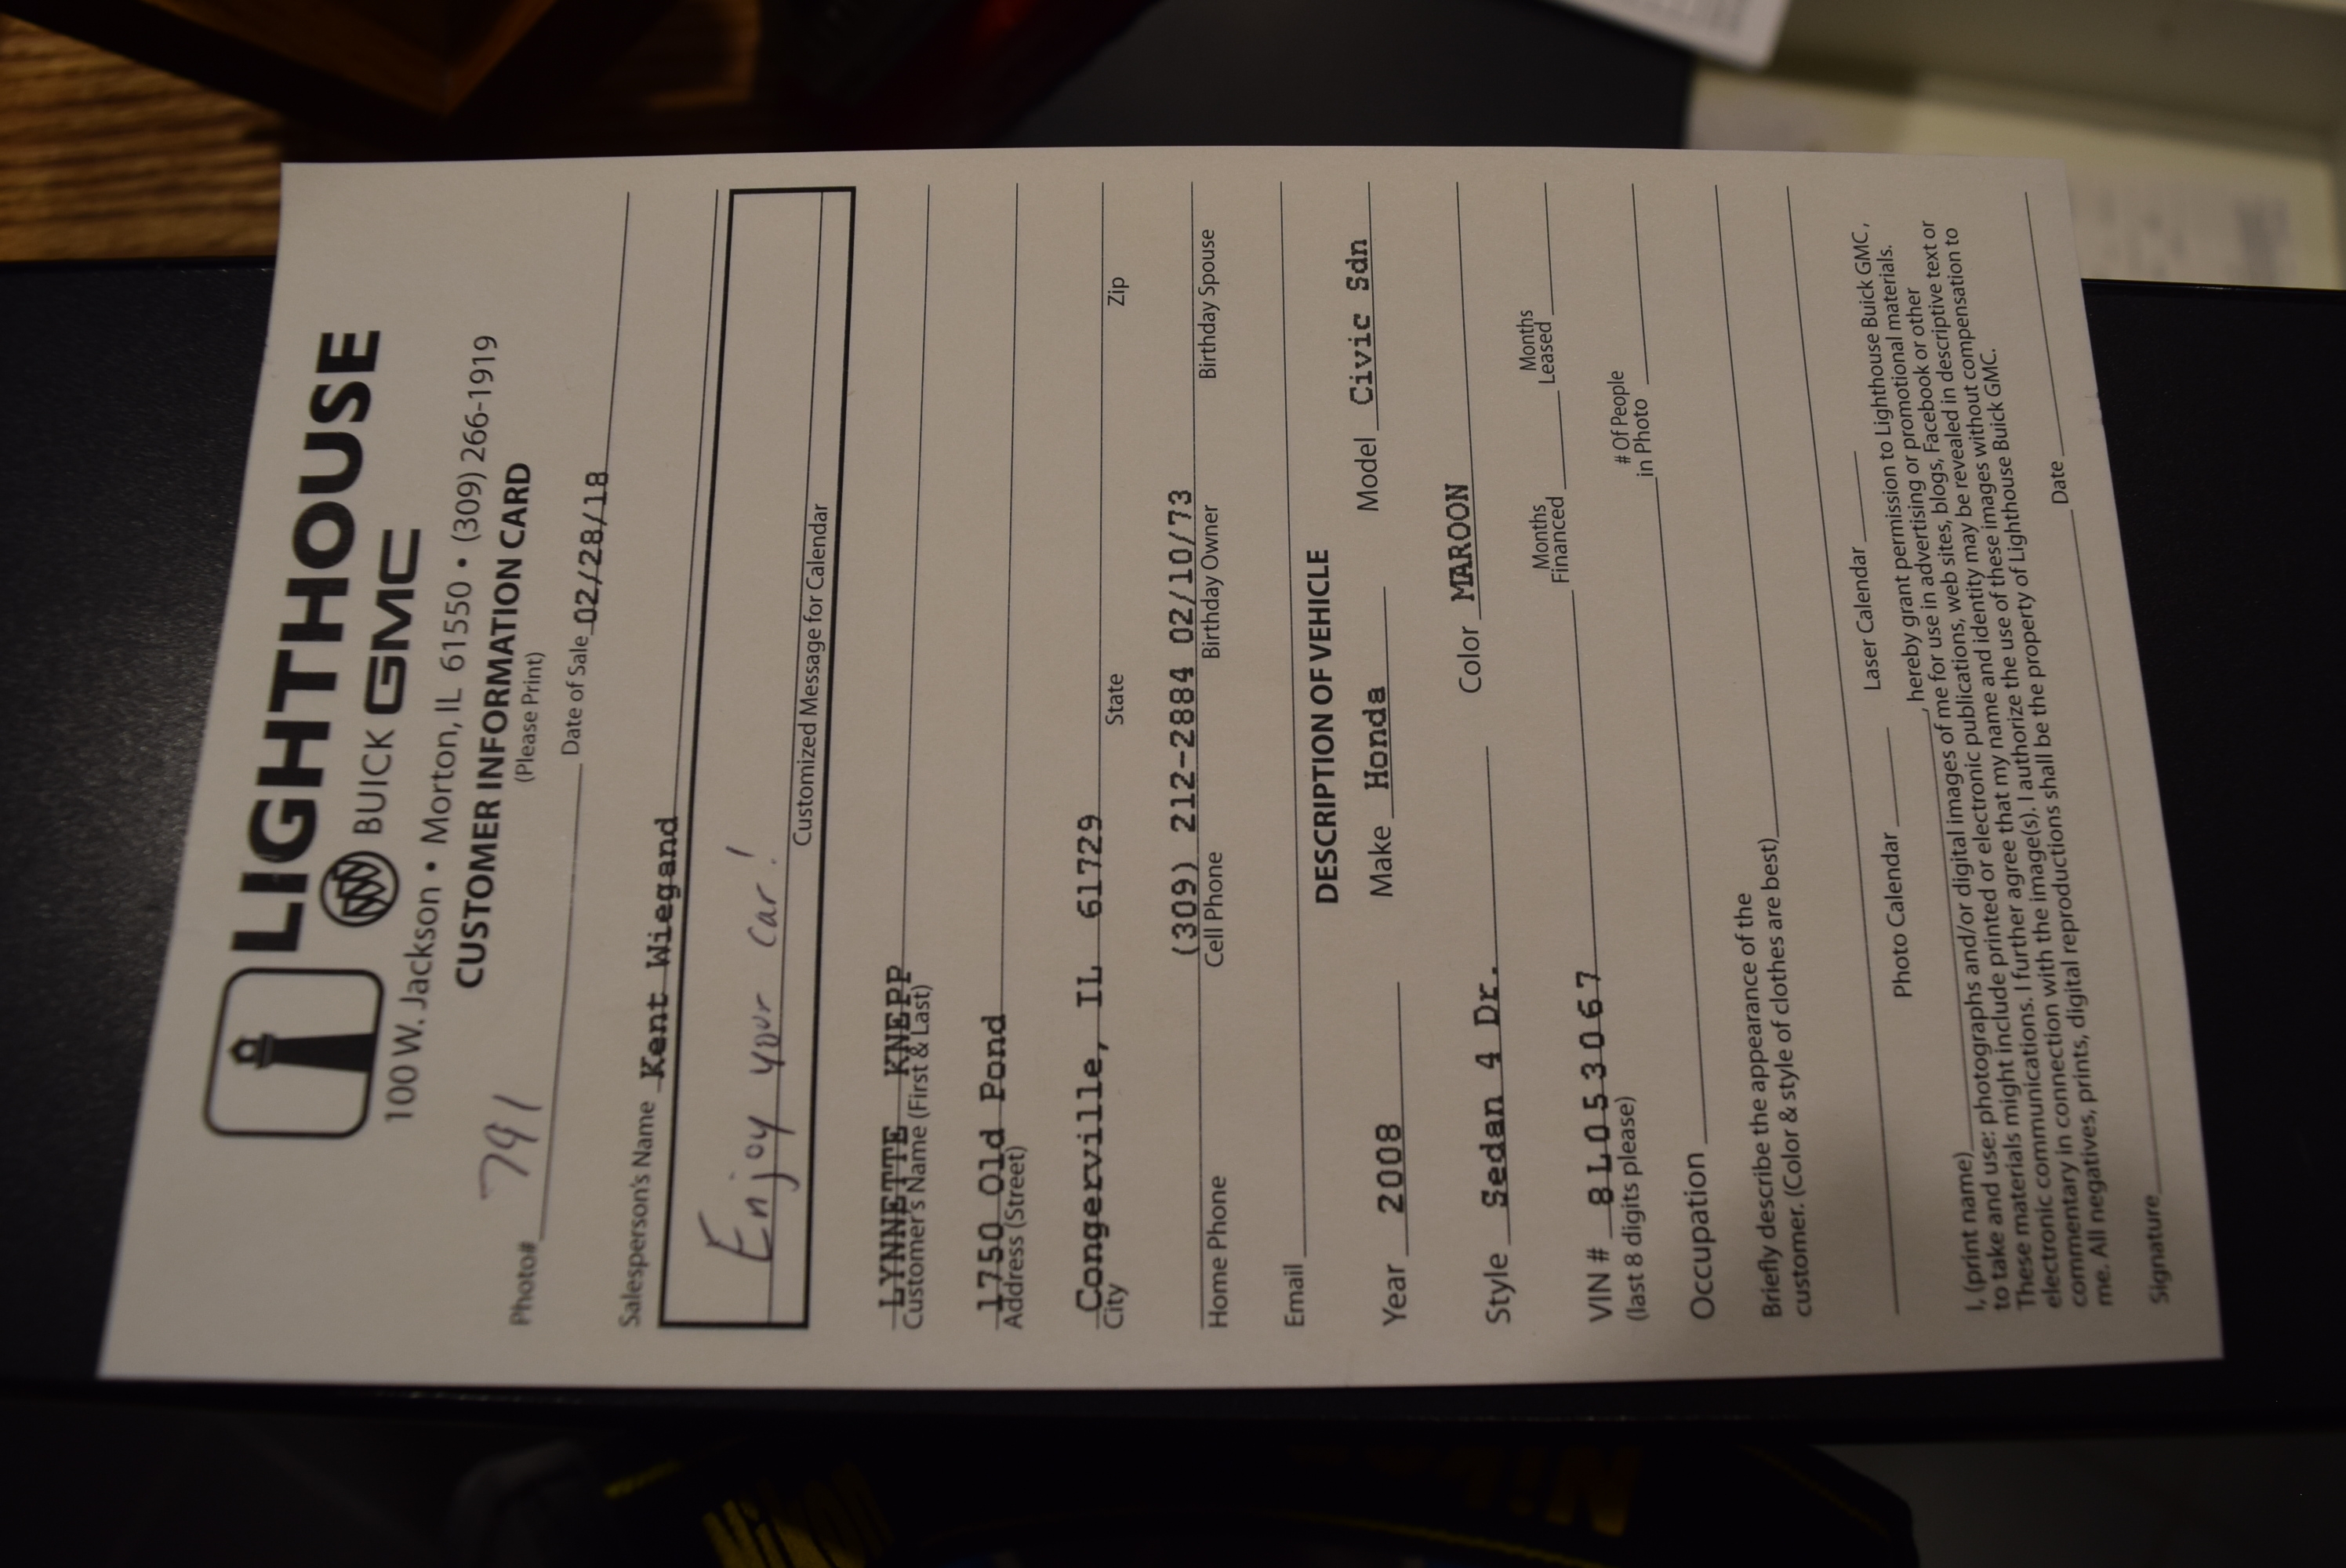 LIGHTHOUSE
BUICK GMC
100 W. Jackson • Morton, IL 61550 • (309) 266-1919
CUSTOMER INFORMATION CARD
(Please Print)
Photo# 791 Date of Sale 02/28/18
Salesperson's Name Kent Wiegand
Enjoy your car!
Customized Message for Calendar
LYNNETTE KNEPP
Customer's Name (First & Last)
1750 Old Pond
Address (Street)
Congerville, IL 61729
City State Zip
(309) 212-2884 02/10/73
Home Phone Cell Phone Birthday Owner Birthday Spouse
Email
DESCRIPTION OF VEHICLE
Year 2008 Make Honda Model Civic Sdn
Style Sedan 4 Dr. Color MAROON
VIN # 8L053067 Months Financed Months Leased
(last 8 digits please) # Of People in Photo
Occupation
Briefly describe the appearance of the
customer. (Color & style of clothes are best)
Photo Calendar Laser Calendar
I, (print name), hereby grant permission to Lighthouse Buick GMC,
to take and use: photographs and/or digital images of me for use in advertising or promotional materials.
These materials might include printed or electronic publications, web sites, blogs, Facebook or other
electronic communications. I further agree that my name and identity may be revealed in descriptive text or
commentary in connection with the image(s). I authorize the use of these images without compensation to
me. All negatives, prints, digital reproductions shall be the property of Lighthouse Buick GMC.
Signature Date
Nikon
Nikon